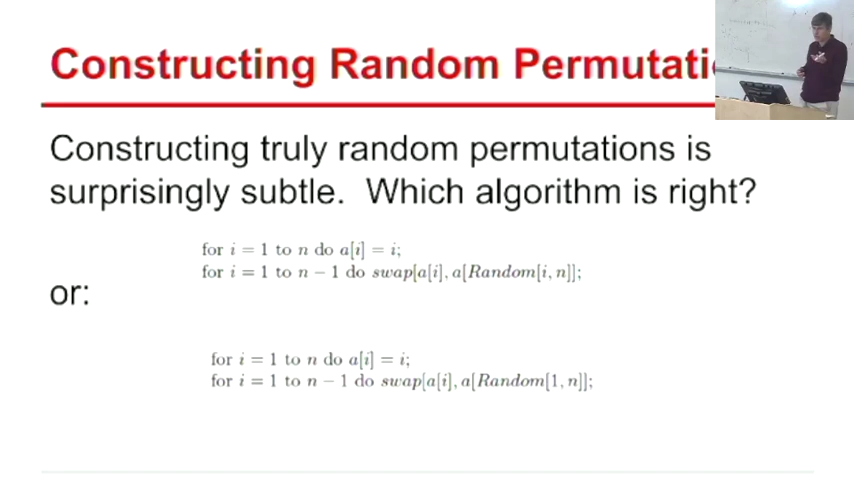 Constructing Random Permutati
Constructing truly random permutations is
surprisingly subtle.  Which algorithm is right?
for i = 1 to n do a[i] = i;
for i = 1 to n − 1 do swap[a[i], a[Random[i, n]];
or:
for i = 1 to n do a[i] = i;
for i = 1 to n − 1 do swap[a[i], a[Random[1, n]];